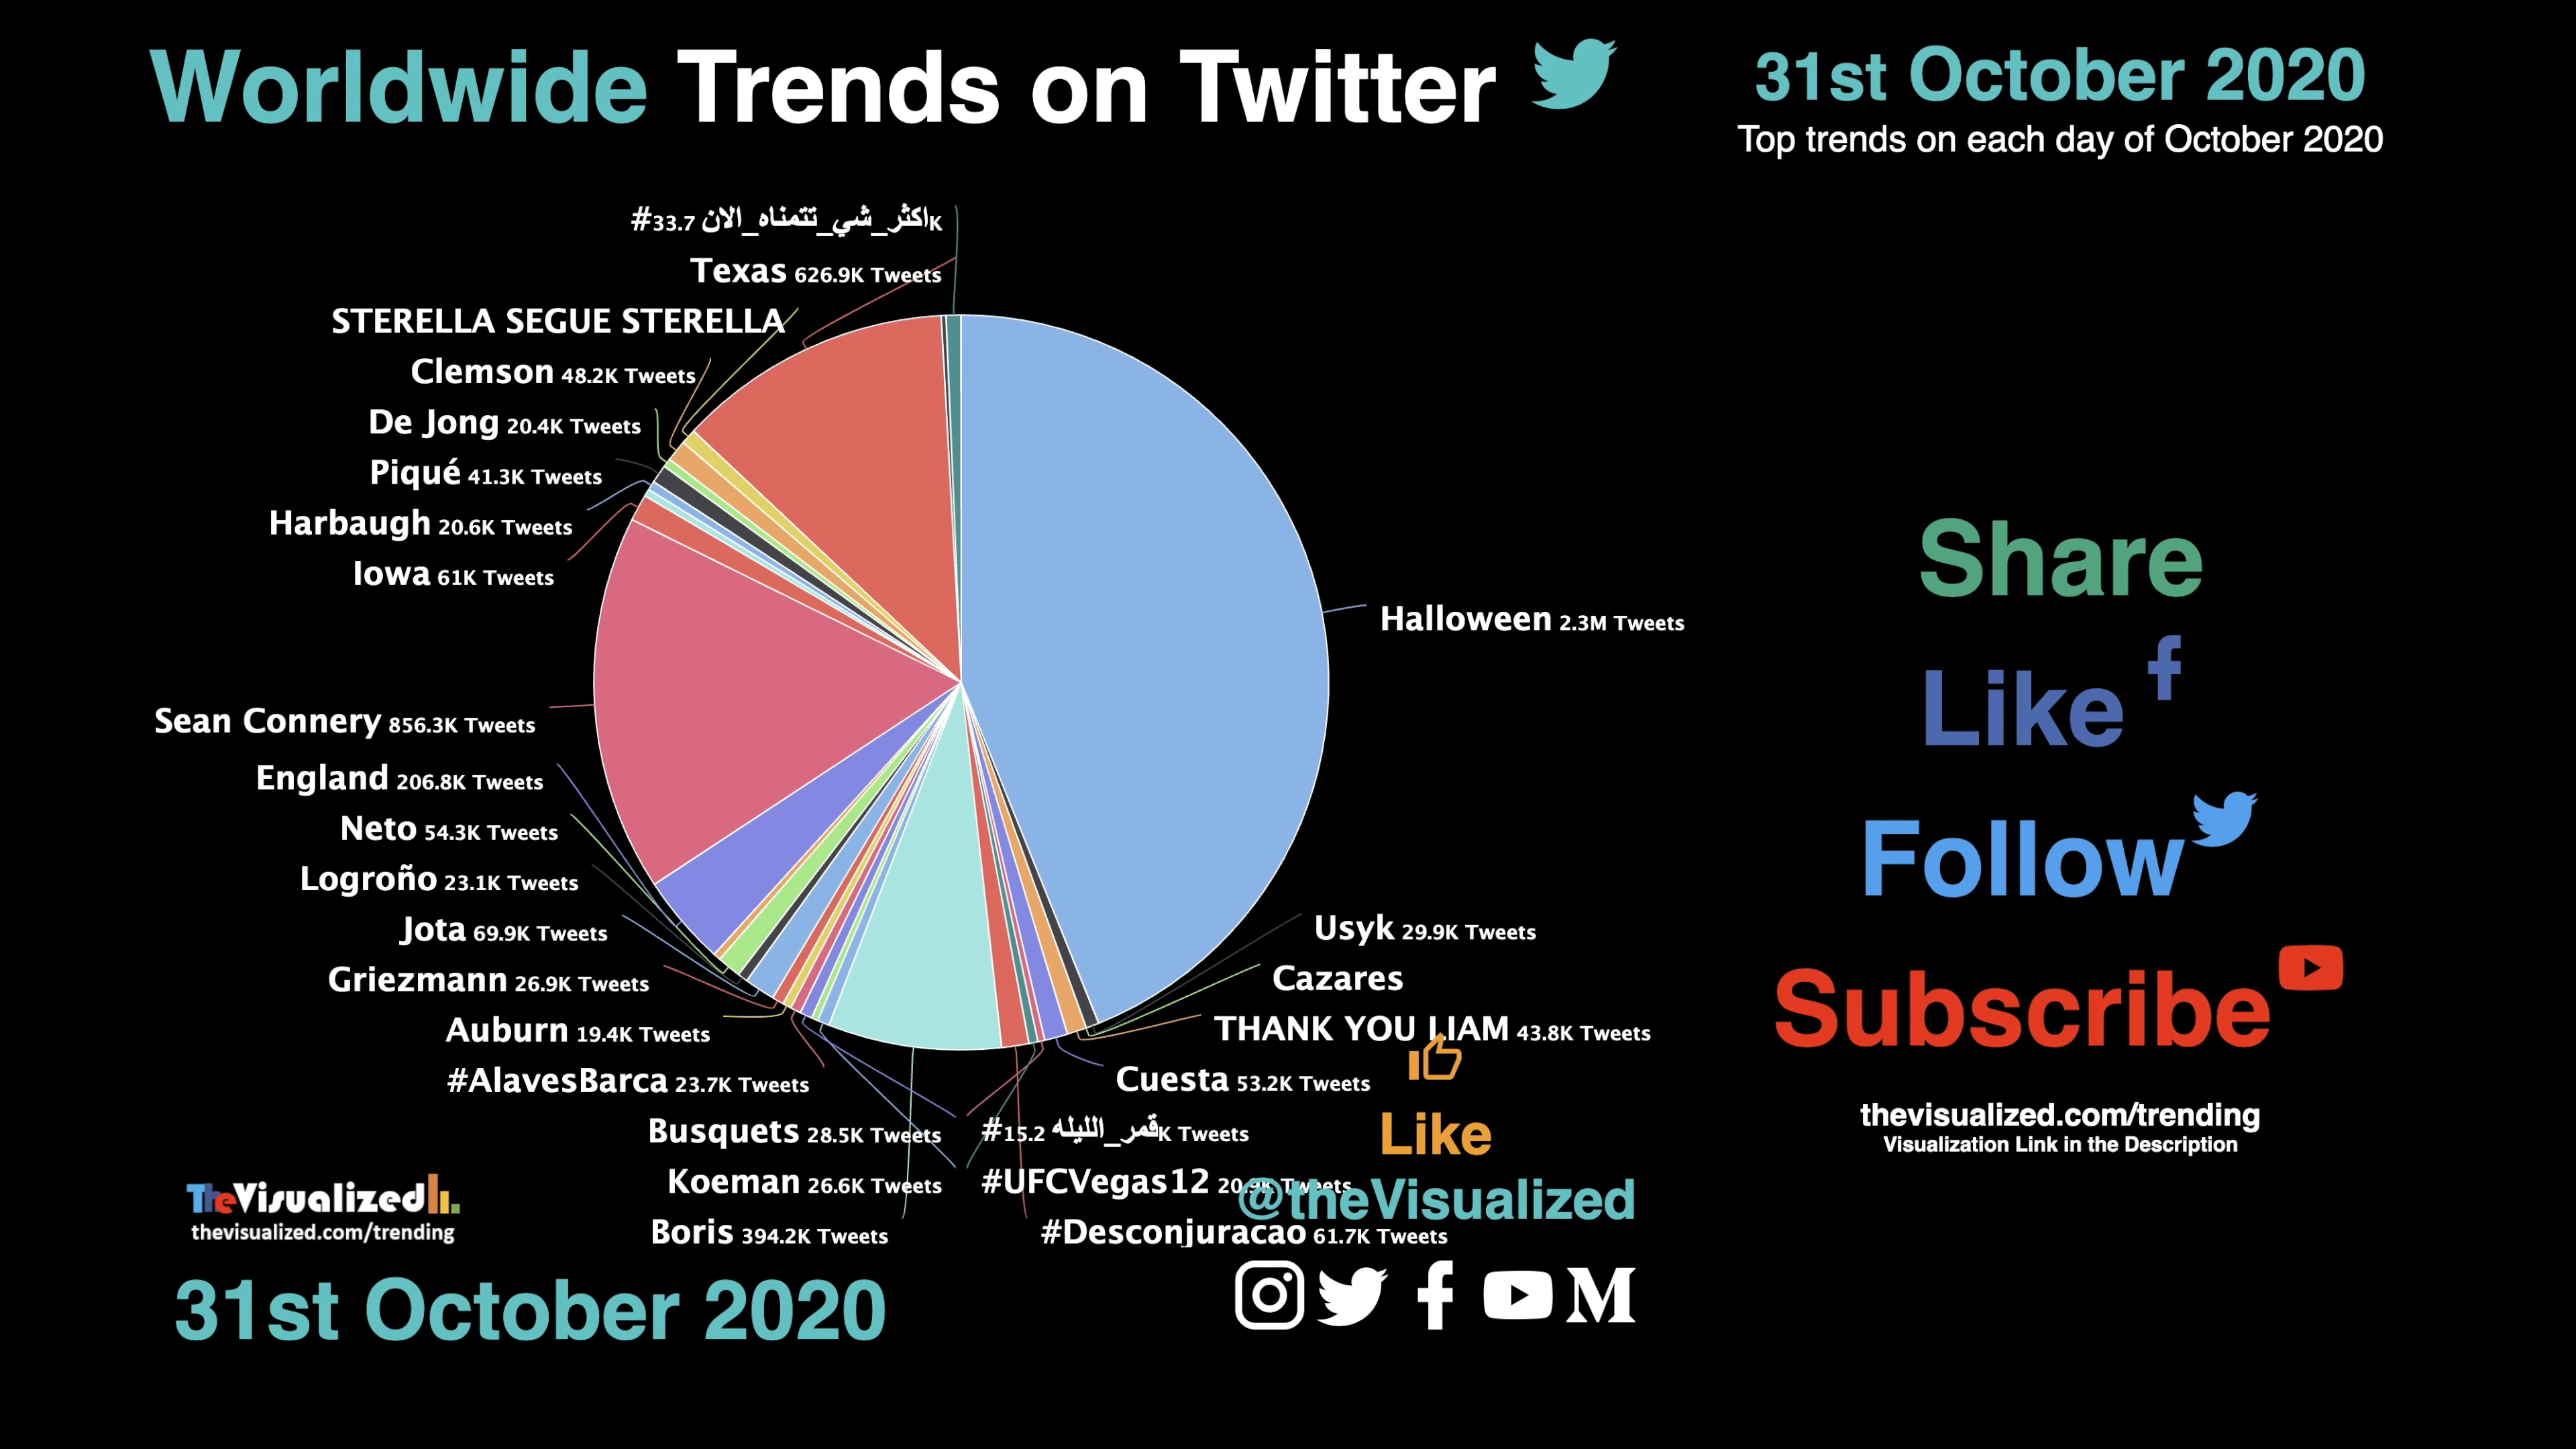 Worldwide Trends on Twitter
31st October 2020
Top trends on each day of October 2020
#اكثر_شي_تتمناه_الان 33.7K
Texas 626.9K Tweets
STERELLA SEGUE STERELLA
Clemson 48.2K Tweets
De Jong 20.4K Tweets
Piqué 41.3K Tweets
Harbaugh 20.6K Tweets
Iowa 61K Tweets
Sean Connery 856.3K Tweets
England 206.8K Tweets
Neto 54.3K Tweets
Logroño 23.1K Tweets
Jota 69.9K Tweets
Griezmann 26.9K Tweets
Auburn 19.4K Tweets
#AlavesBarca 23.7K Tweets
Busquets 28.5K Tweets
Koeman 26.6K Tweets
Boris 394.2K Tweets
Halloween 2.3M Tweets
Usyk 29.9K Tweets
Cazares
THANK YOU LIAM 43.8K Tweets
Cuesta 53.2K Tweets
#قمر_الليله 15.2K Tweets
#UFCVegas12 20.9K Tweets
#Desconjuracao 61.7K Tweets
Like
@theVisualized
Share
Like
Follow
Subscribe
thevisualized.com/trending
Visualization Link in the Description
TheVisualized
thevisualized.com/trending
31st October 2020